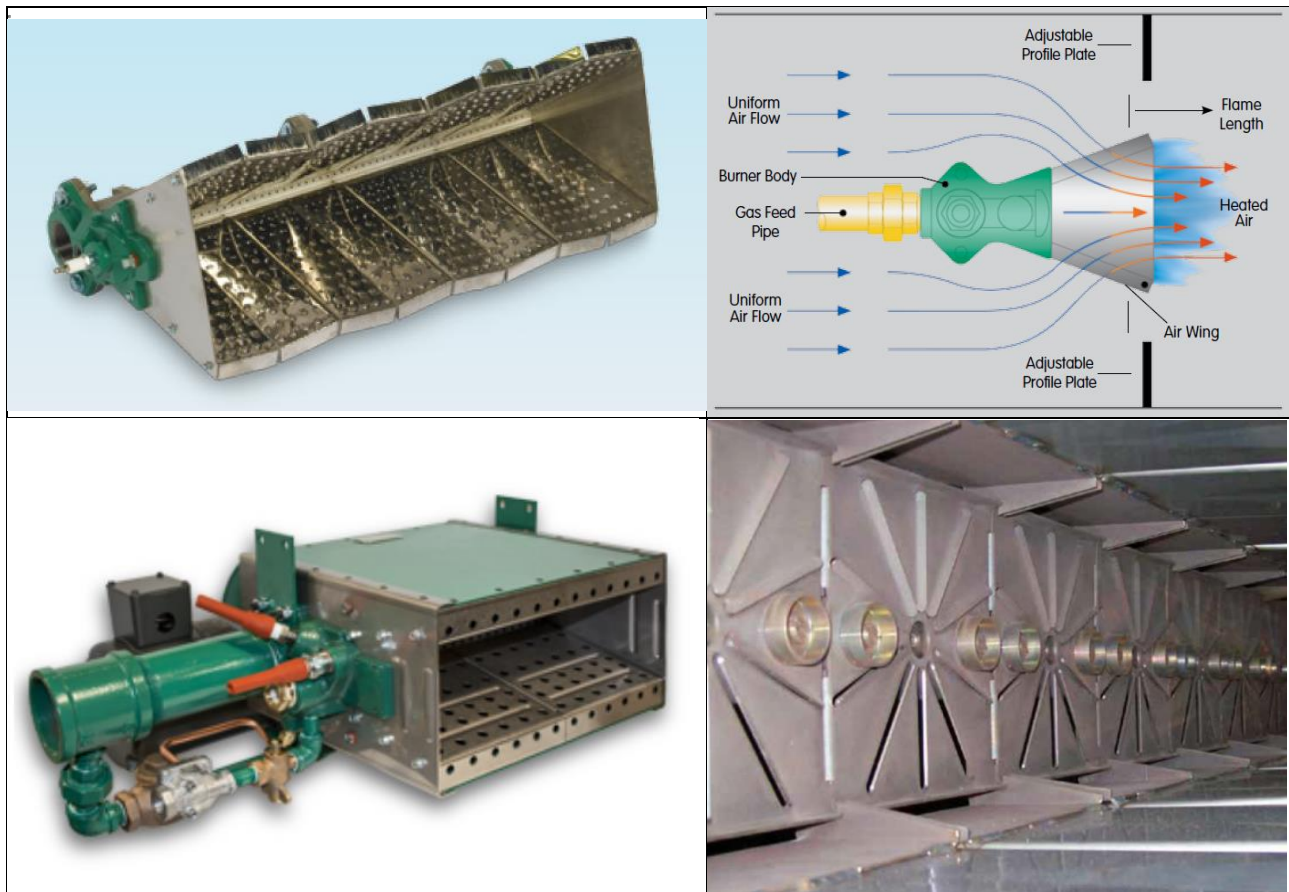 Adjustable
Profile Plate
Uniform
Air Flow
Flame
Length
Burner Body
Gas Feed
Pipe
Heated
Air
Uniform
Air Flow
Air Wing
Adjustable
Profile Plate